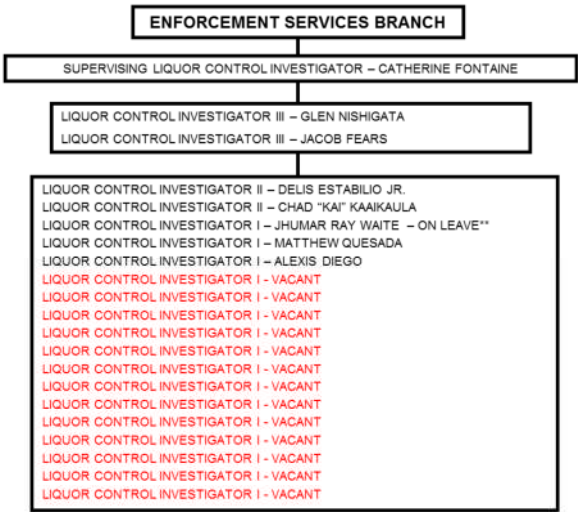 ENFORCEMENT SERVICES BRANCH
SUPERVISING LIQUOR CONTROL INVESTIGATOR – CATHERINE FONTAINE
LIQUOR CONTROL INVESTIGATOR III – GLEN NISHIGATA
LIQUOR CONTROL INVESTIGATOR III – JACOB FEARS
LIQUOR CONTROL INVESTIGATOR II – DELIS ESTABILIO JR.
LIQUOR CONTROL INVESTIGATOR II – CHAD "KAI" KAAIKAULA
LIQUOR CONTROL INVESTIGATOR I – JHUMAR RAY WAITE – ON LEAVE**
LIQUOR CONTROL INVESTIGATOR I – MATTHEW QUESADA
LIQUOR CONTROL INVESTIGATOR I – ALEXIS DIEGO
LIQUOR CONTROL INVESTIGATOR I - VACANT
LIQUOR CONTROL INVESTIGATOR I - VACANT
LIQUOR CONTROL INVESTIGATOR I - VACANT
LIQUOR CONTROL INVESTIGATOR I - VACANT
LIQUOR CONTROL INVESTIGATOR I - VACANT
LIQUOR CONTROL INVESTIGATOR I - VACANT
LIQUOR CONTROL INVESTIGATOR I - VACANT
LIQUOR CONTROL INVESTIGATOR I - VACANT
LIQUOR CONTROL INVESTIGATOR I - VACANT
LIQUOR CONTROL INVESTIGATOR I - VACANT
LIQUOR CONTROL INVESTIGATOR I - VACANT
LIQUOR CONTROL INVESTIGATOR I - VACANT
LIQUOR CONTROL INVESTIGATOR I - VACANT